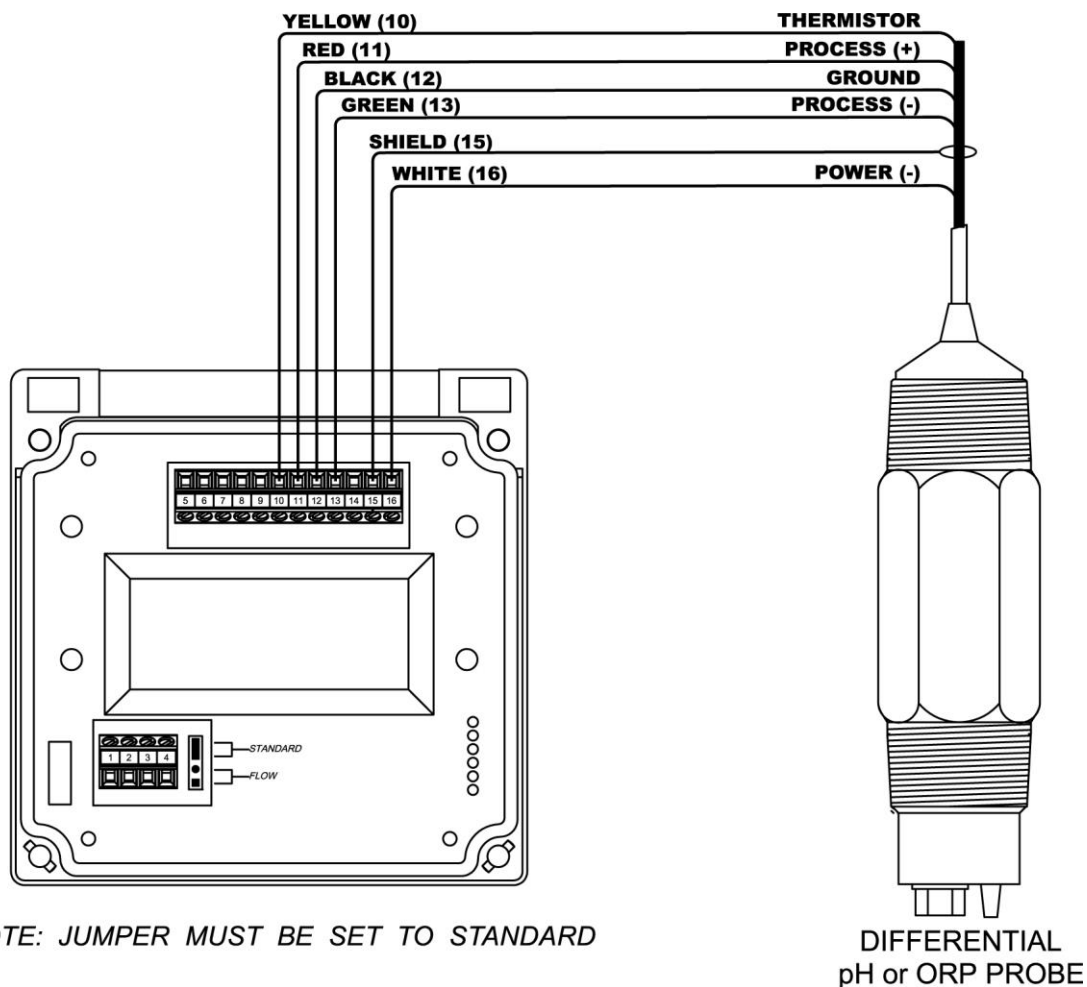 YELLOW (10) THERMISTOR
RED (11) PROCESS (+)
BLACK (12) GROUND
GREEN (13) PROCESS (-)
SHIELD (15)
WHITE (16) POWER (-)
5 6 7 8 9 10 11 12 13 14 15 16
1 2 3 4
STANDARD
FLOW
OTE: JUMPER MUST BE SET TO STANDARD
DIFFERENTIAL
pH or ORP PROBE